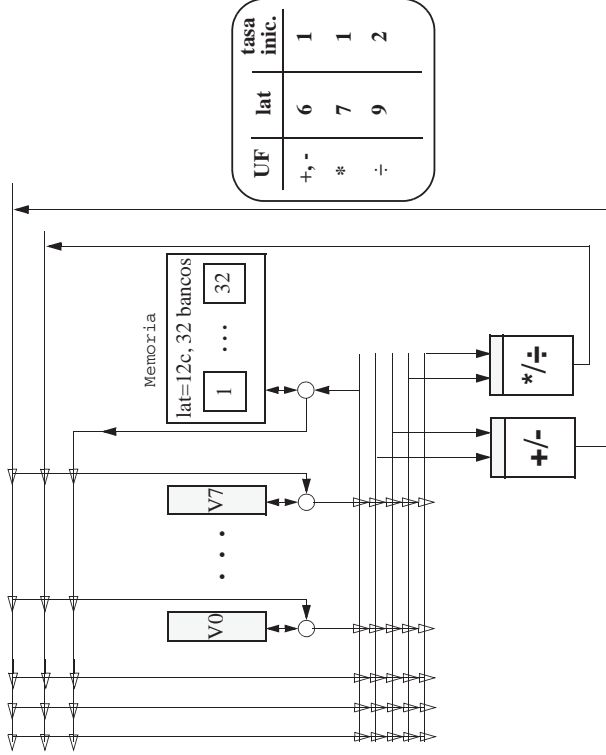 Memoria
lat=12c, 32 bancos
1 ... 32
V0 ... V7
+/-
*/÷
UF lat tasa inic.
+,- 6 1
* 7 1
÷ 9 2